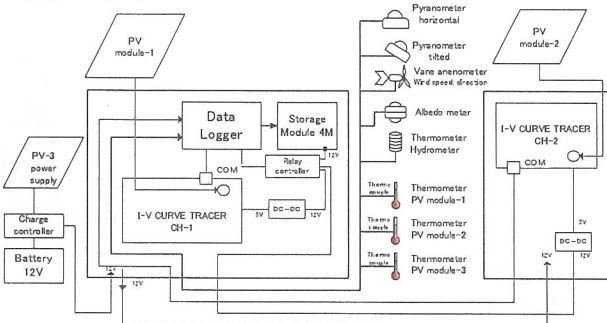 PV
module-1
Pyranometer
horizontal
Pyranometer
tilted
Vane anenometer
Wind speed, direction
Albedo meter
Thermometer
Hydrometer
PV
module-2
Data
Logger
Storage
Module 4M
12V
COM
Relay
controller
I-V CURVE TRACER
CH-1
5V
DC-DC
12V
PV-3
power
supply
Charge
controller
Battery
12V
12V
12V
Thermo
couple
Thermometer
PV module-1
Thermo
couple
Thermometer
PV module-2
Thermo
couple
Thermometer
PV module-3
I-V CURVE TRACER
CH-2
COM
5V
DC-DC
12V
12V